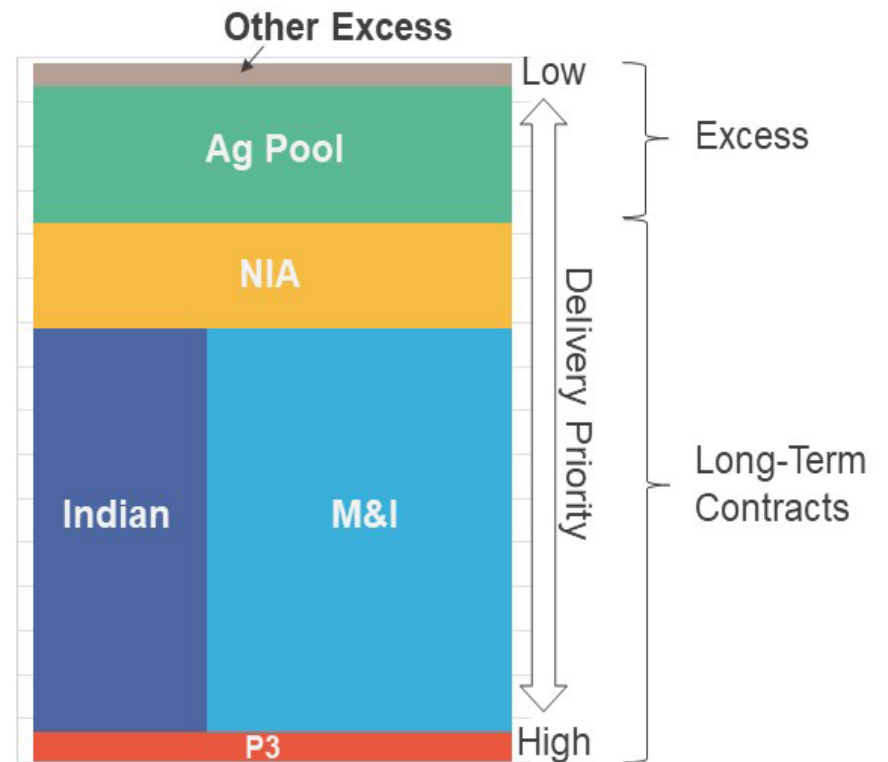 Other Excess
Low
Ag Pool
Excess
NIA
Delivery Priority
Indian
M&I
Long-Term
Contracts
P3
High